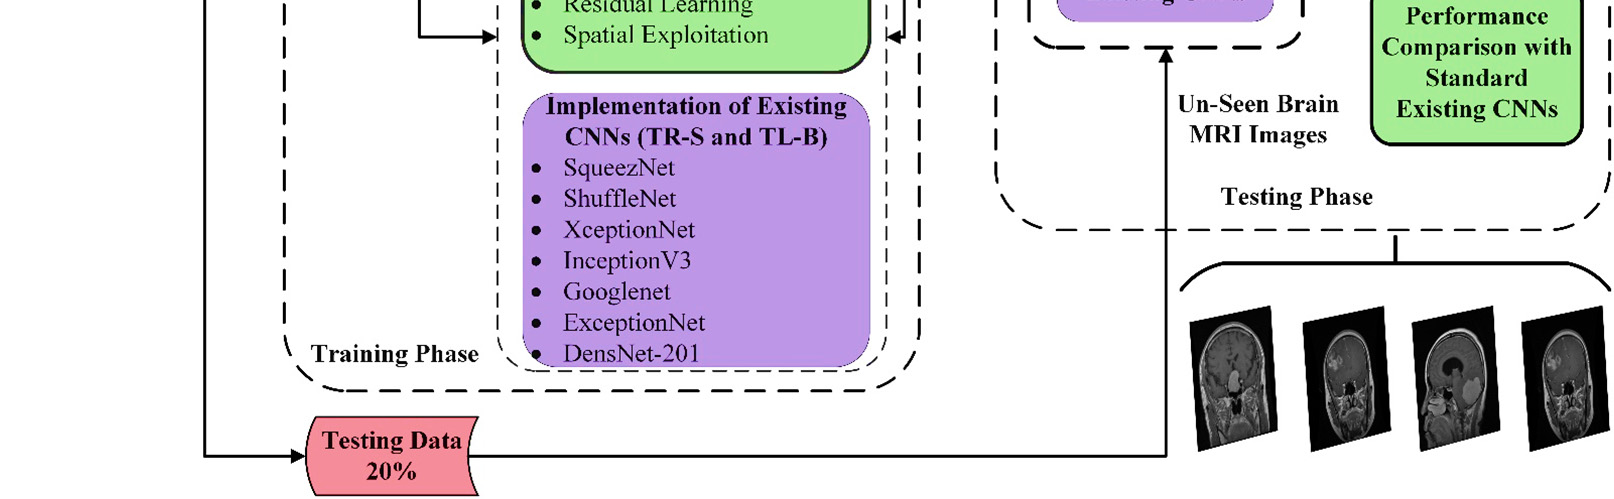 Residual Learning
Spatial Exploitation
Implementation of Existing
CNNs (TR-S and TL-B)
SqueezNet
ShuffleNet
XceptionNet
InceptionV3
Googlenet
ExceptionNet
DensNet-201
Training Phase
Testing Data
20%
Performance
Comparison with
Standard
Existing CNNs
Un-Seen Brain
MRI Images
Testing Phase